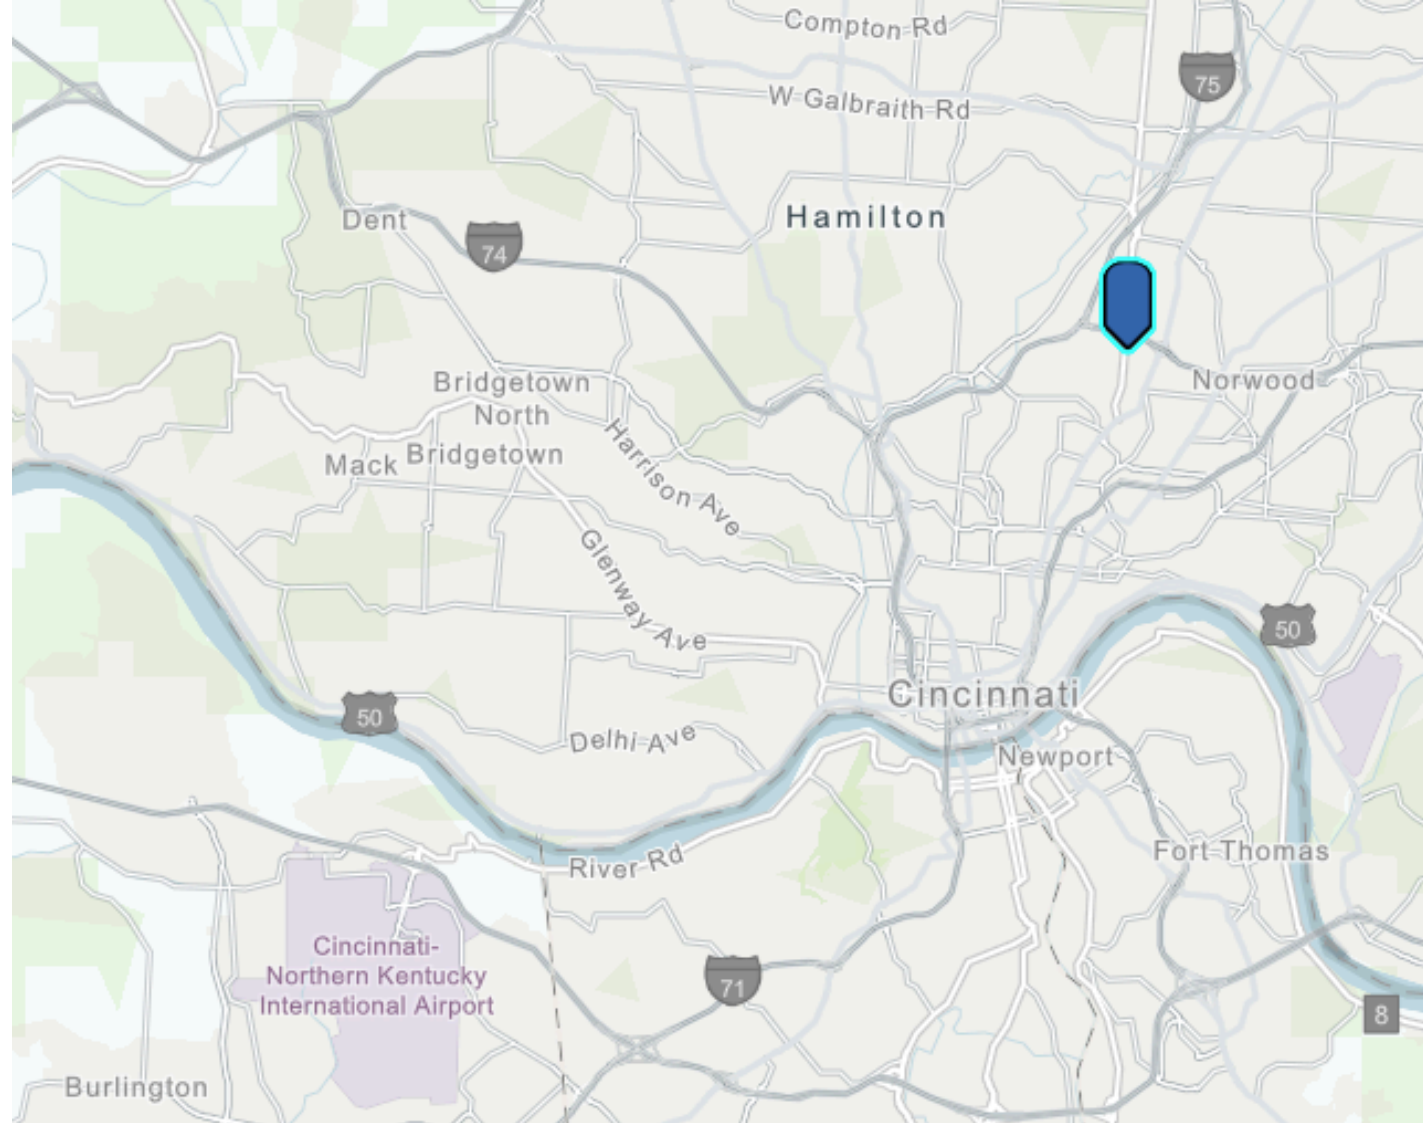 Compton Rd
75
W Galbraith Rd
Hamilton
Dent
74
Norwood
Bridgetown
North
Mack
Bridgetown
Harrison Ave
Glenway Ave
50
50
Cincinnati
Delhi Ave
Newport
River Rd
Fort Thomas
Cincinnati-
Northern Kentucky
International Airport
71
8
Burlington